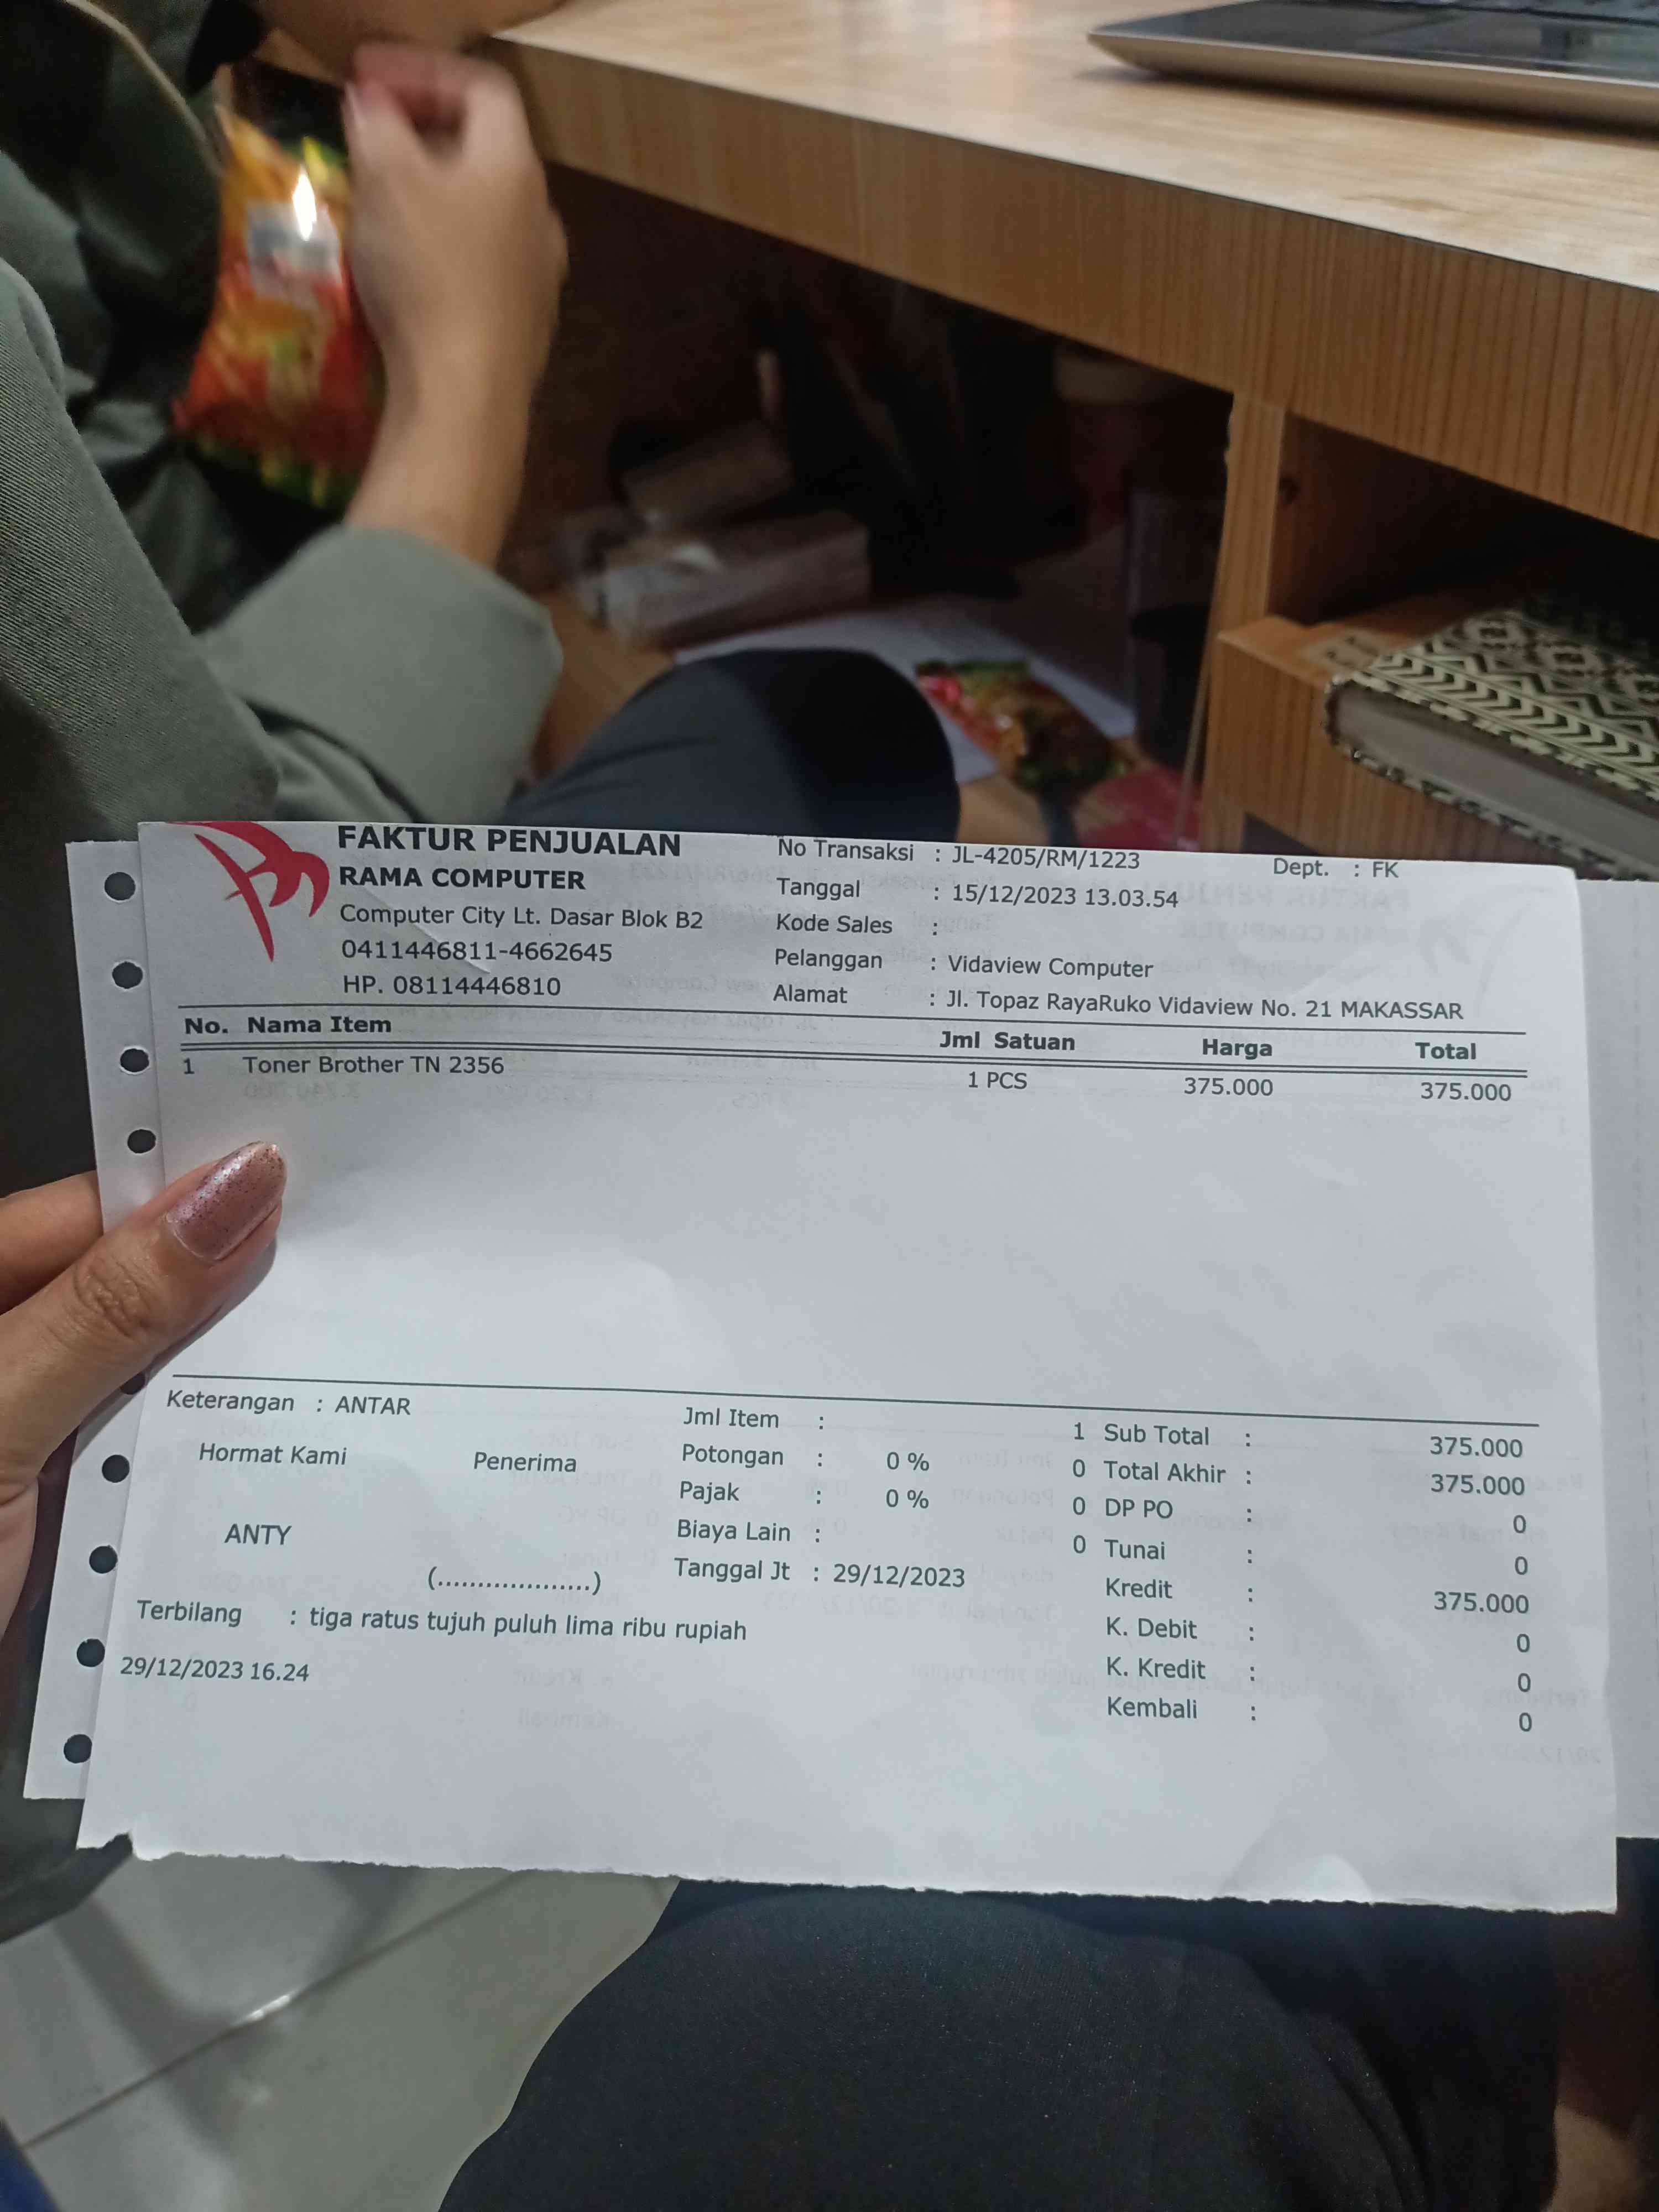 FAKTUR PENJUALAN
RAMA COMPUTER
Computer City Lt. Dasar Blok B2
0411446811-4662645
HP. 08114446810
No Transaksi : JL-4205/RM/1223
Dept. : FK
Tanggal : 15/12/2023 13.03.54
Kode Sales :
Pelanggan : Vidaview Computer
Alamat : Jl. Topaz RayaRuko Vidaview No. 21 MAKASSAR
No. Nama Item Jml Satuan Harga Total
1 Toner Brother TN 2356 1 PCS 375.000 375.000
Keterangan : ANTAR
Hormat Kami Penerima
ANTY
(...................)
Jml Item : 1
Potongan : 0 % 0
Pajak : 0 % 0
Biaya Lain : 0
Tanggal Jt : 29/12/2023
Sub Total : 375.000
Total Akhir : 375.000
DP PO : 0
Tunai : 0
Kredit : 375.000
K. Debit : 0
K. Kredit : 0
Kembali : 0
Terbilang : tiga ratus tujuh puluh lima ribu rupiah
29/12/2023 16.24